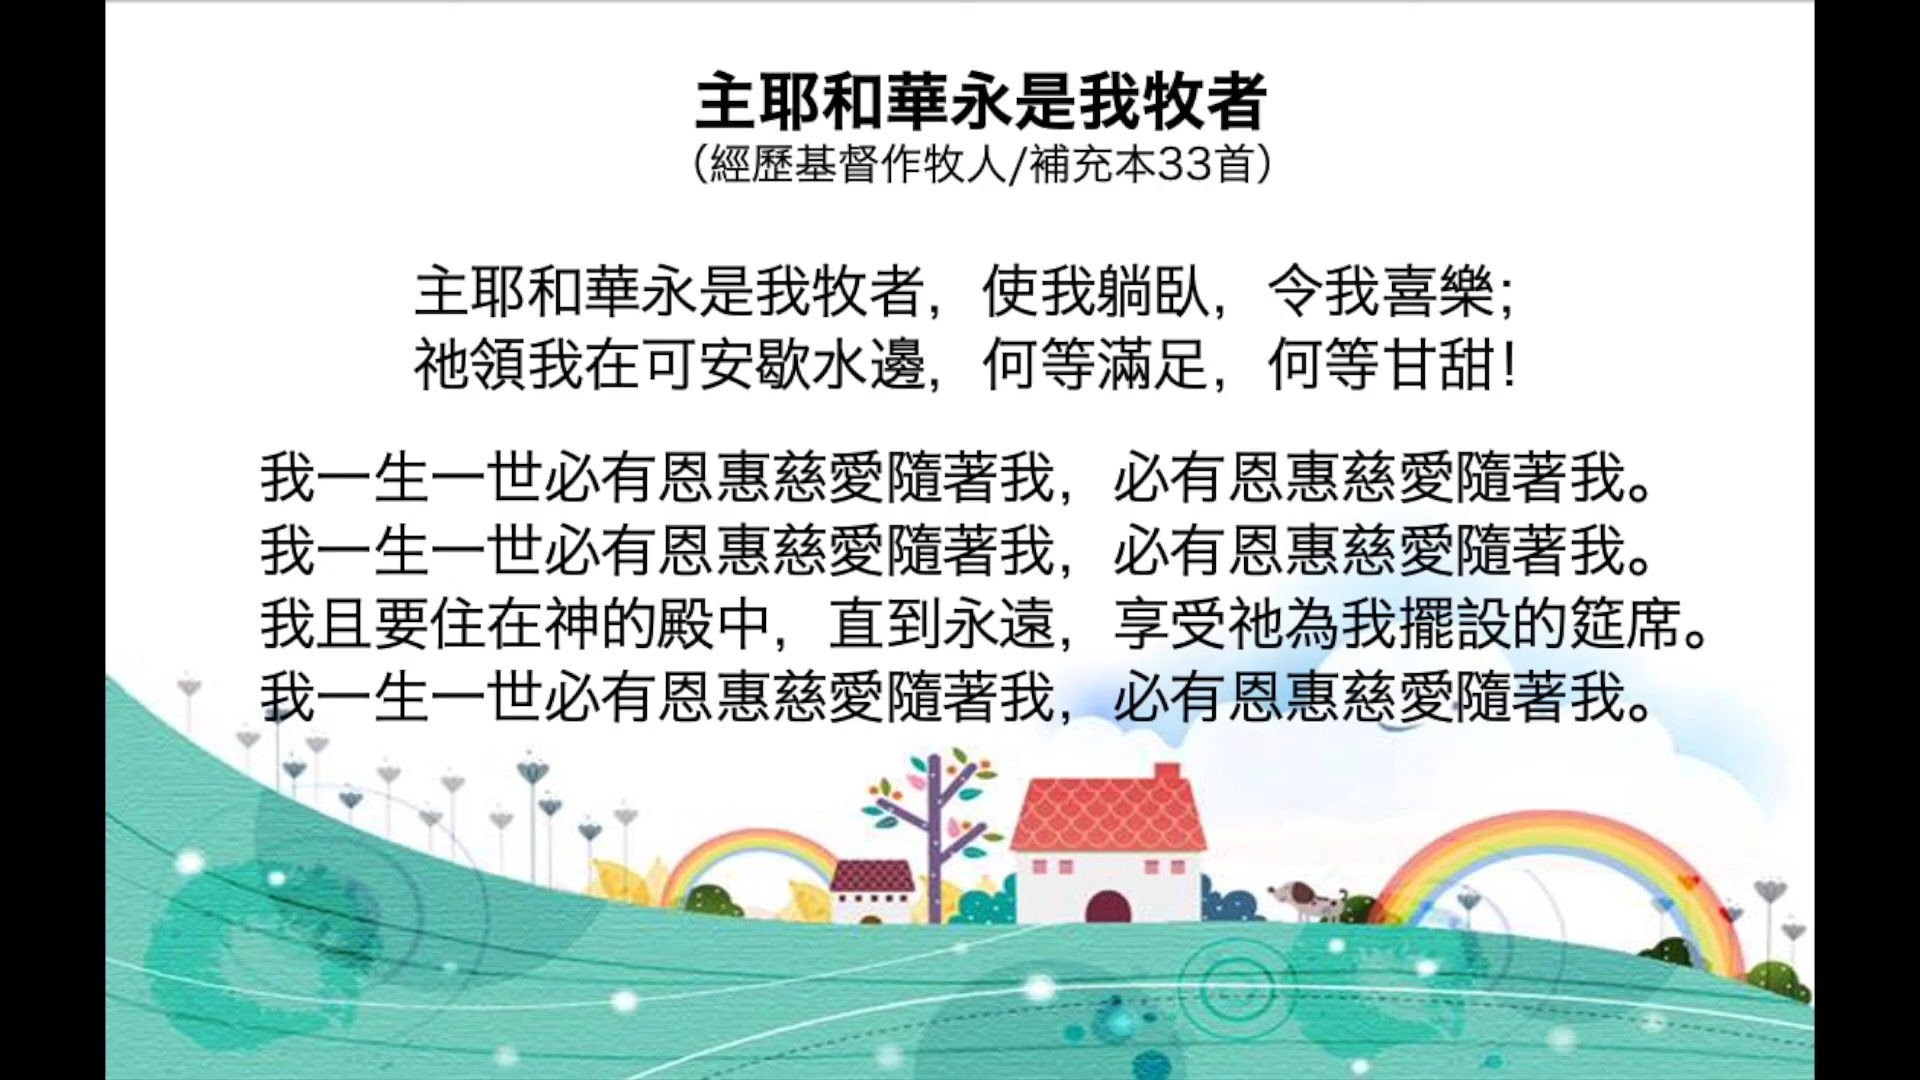 主耶和華永是我牧者
（經歷基督作牧人/補充本33首）
主耶和華永是我牧者，使我躺臥，令我喜樂；
祂領我在可安歇水邊，何等滿足，何等甘甜！
我一生一世必有恩惠慈愛隨著我，必有恩惠慈愛隨著我。
我一生一世必有恩惠慈愛隨著我，必有恩惠慈愛隨著我。
我且要住在神的殿中，直到永遠，享受祂為我擺設的筵席。
我一生一世必有恩惠慈愛隨著我，必有恩惠慈愛隨著我。